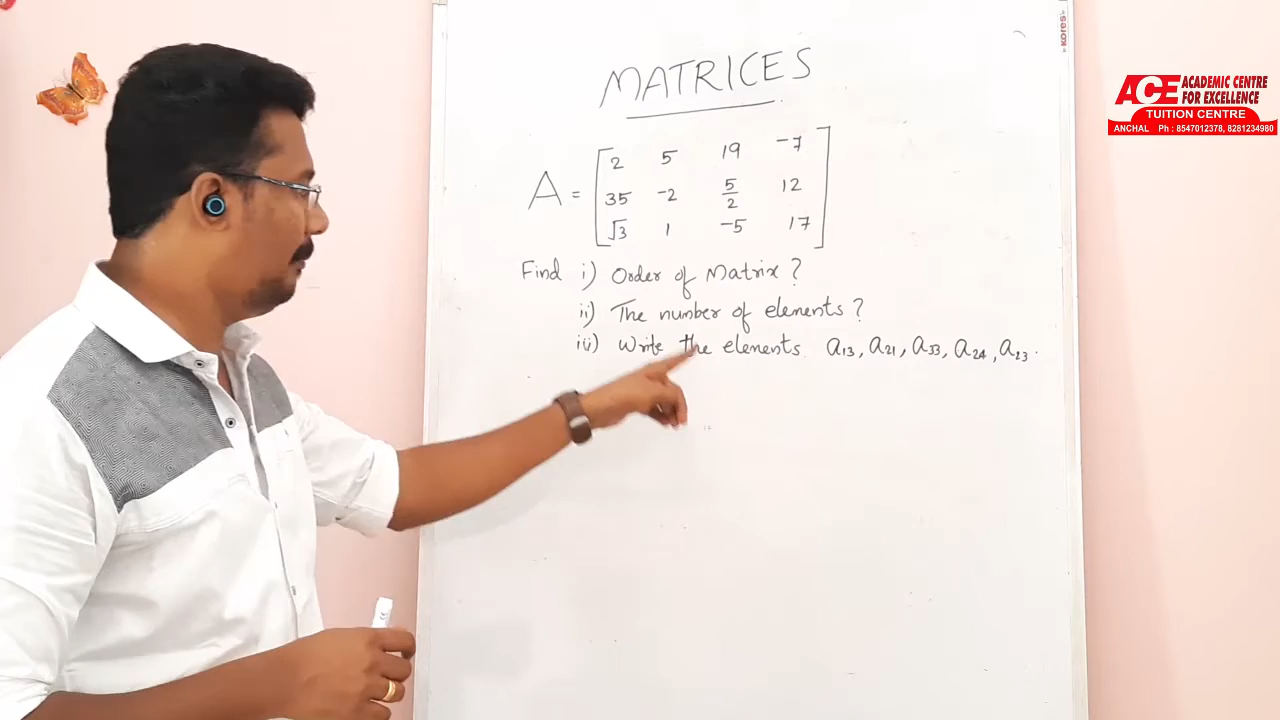 MATRICES
A = [ 2 5 19 -7
35 -2 5/2 12
√3 1 -5 17 ]
Find i) Order of Matrix ?
ii) The number of elements ?
iii) Write the elements a₁₃, a₂₁, a₃₃, a₂₄, a₂₃.
kores
ACE ACADEMIC CENTRE
FOR EXCELLENCE
TUITION CENTRE
ANCHAL Ph : 8547012378, 8281234980